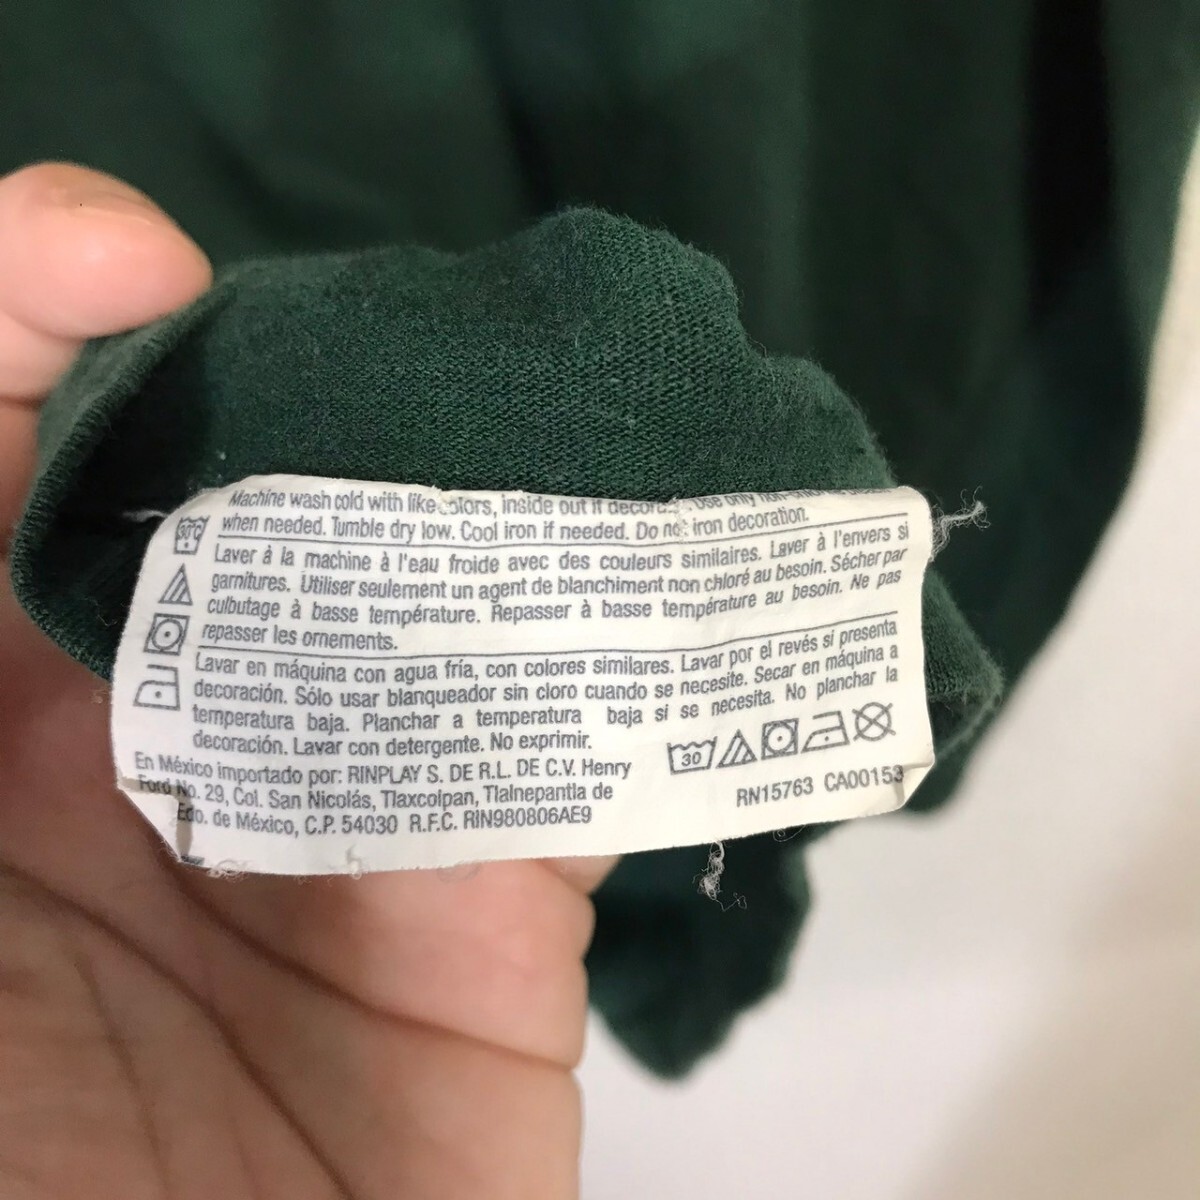 Machine wash cold with like colors, inside out if Use only
when needed. Tumble dry low. Cool iron if needed. Do not iron decoration.
30°C
Laver à la machine à l'eau froide avec des couleurs similaires. Laver à l'envers si
garnitures. Utiliser seulement un agent de blanchiment non chloré au besoin. Sécher par
culbutage à basse température. Repasser à basse température au besoin. Ne pas
repasser les ornements.
Lavar en máquina con agua fría, con colores similares. Lavar por el revés si presenta
decoración. Sólo usar blanqueador sin cloro cuando se necesite. Secar en máquina a
temperatura baja. Planchar a temperatura baja si se necesita. No planchar la
decoración. Lavar con detergente. No exprimir.
30
En México importado por: RINPLAY S. DE R.L. DE C.V. Henry
Ford No. 29, Col. San Nicolás, Tlaxcolpan, Tlalnepantla de
Edo. de México, C.P. 54030 R.F.C. RIN980806AE9
RN15763 CA00153